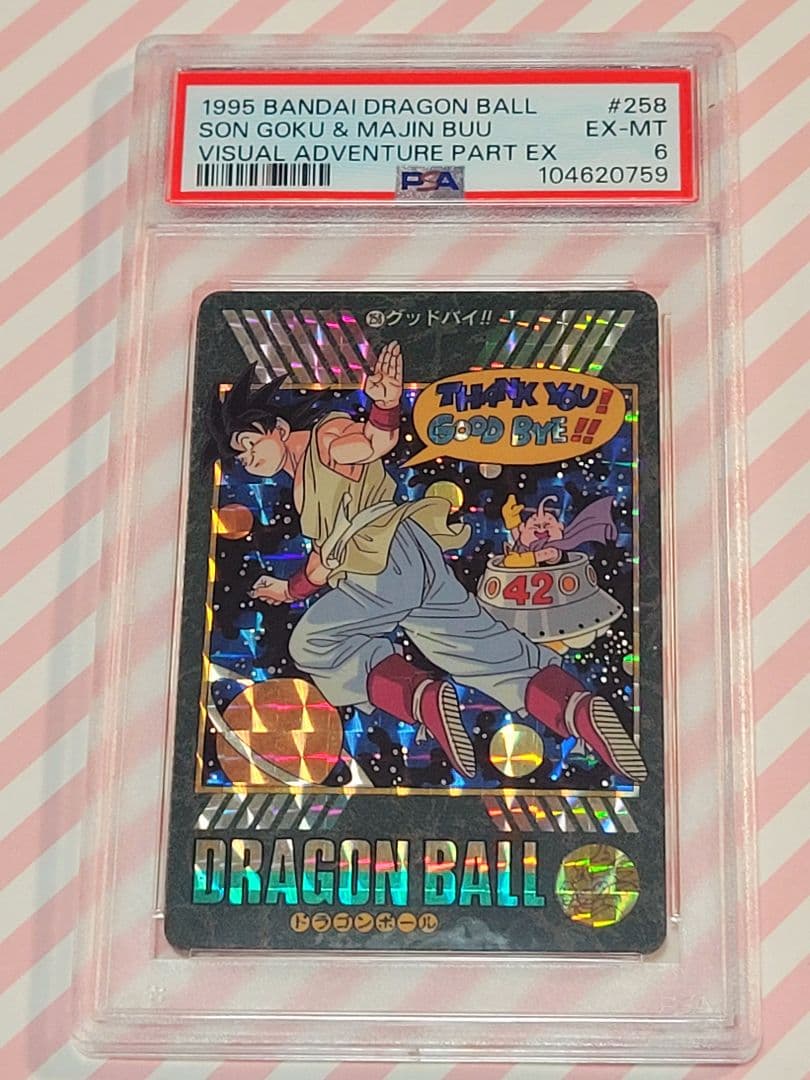 1995 BANDAI DRAGON BALL #258
SON GOKU & MAJIN BUU EX-MT
VISUAL ADVENTURE PART EX 6
PSA 104620759
グッドバイ!!
THANK YOU!
GOOD BYE!!
42
DRAGON BALL
ドラゴンボール